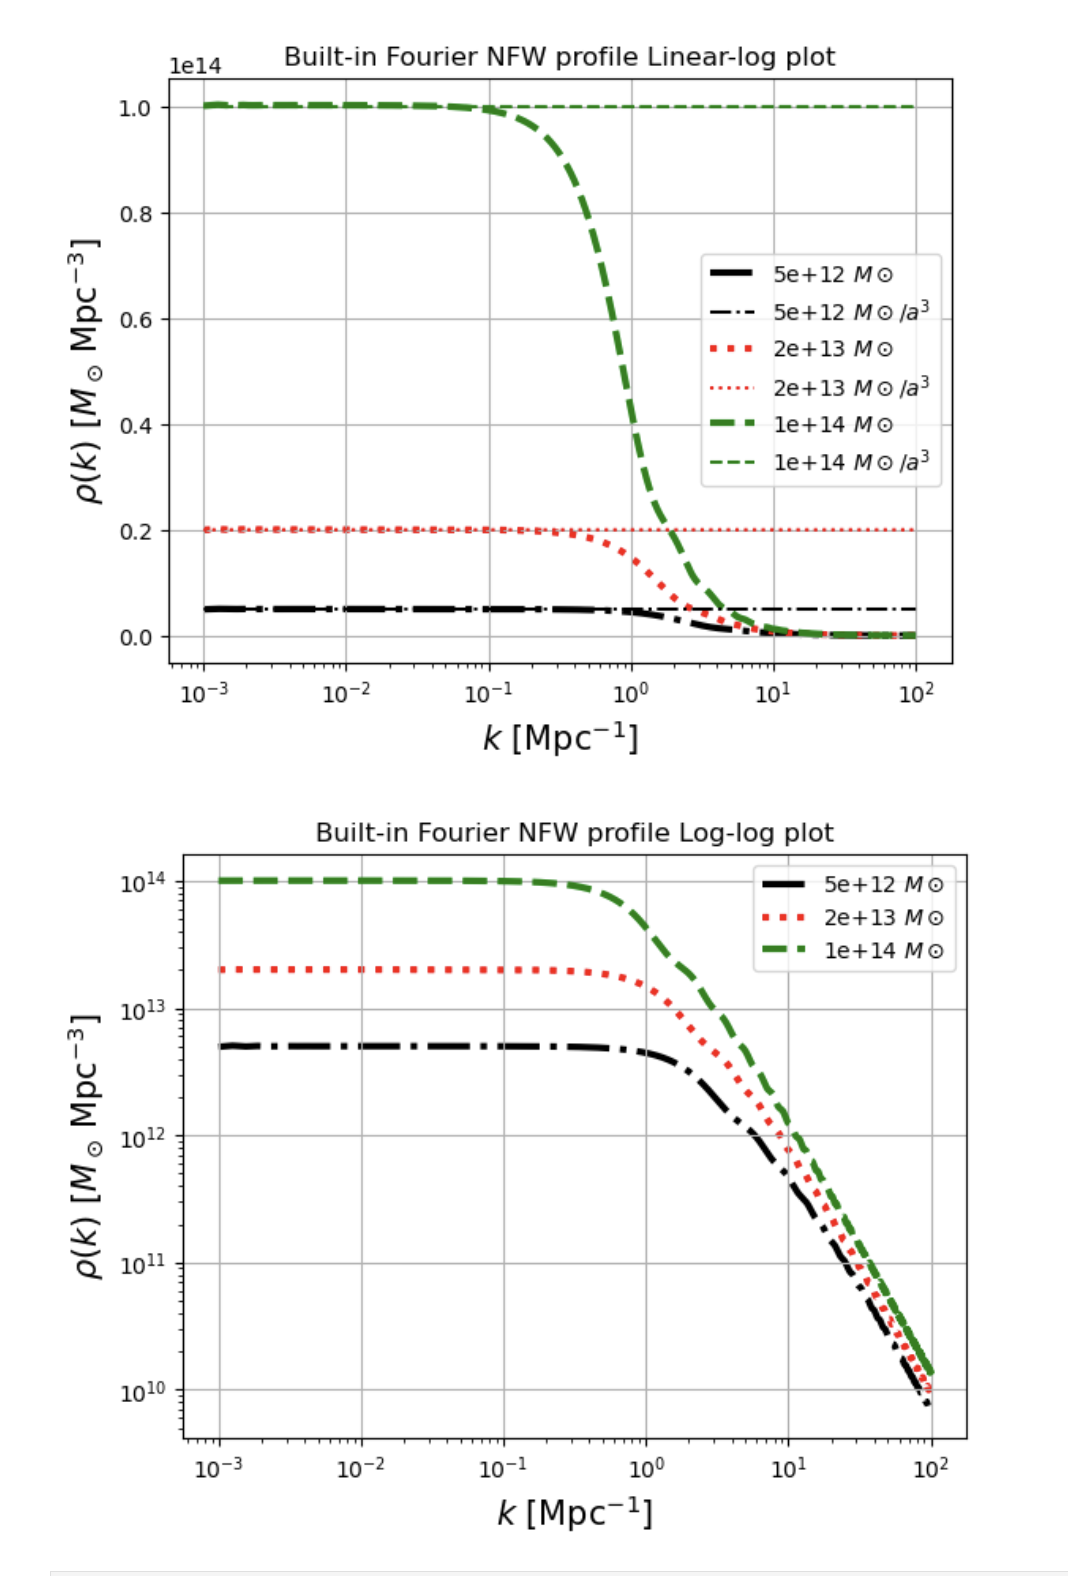 Built-in Fourier NFW profile Linear-log plot
1e14
1.0
0.8
0.6
0.4
0.2
0.0
ρ(k) [M⊙ Mpc⁻³]
5e+12 M⊙
5e+12 M⊙/a³
2e+13 M⊙
2e+13 M⊙/a³
1e+14 M⊙
1e+14 M⊙/a³
10⁻³ 10⁻² 10⁻¹ 10⁰ 10¹ 10²
k [Mpc⁻¹]
Built-in Fourier NFW profile Log-log plot
10¹⁴
10¹³
10¹²
10¹¹
10¹⁰
ρ(k) [M⊙ Mpc⁻³]
5e+12 M⊙
2e+13 M⊙
1e+14 M⊙
10⁻³ 10⁻² 10⁻¹ 10⁰ 10¹ 10²
k [Mpc⁻¹]